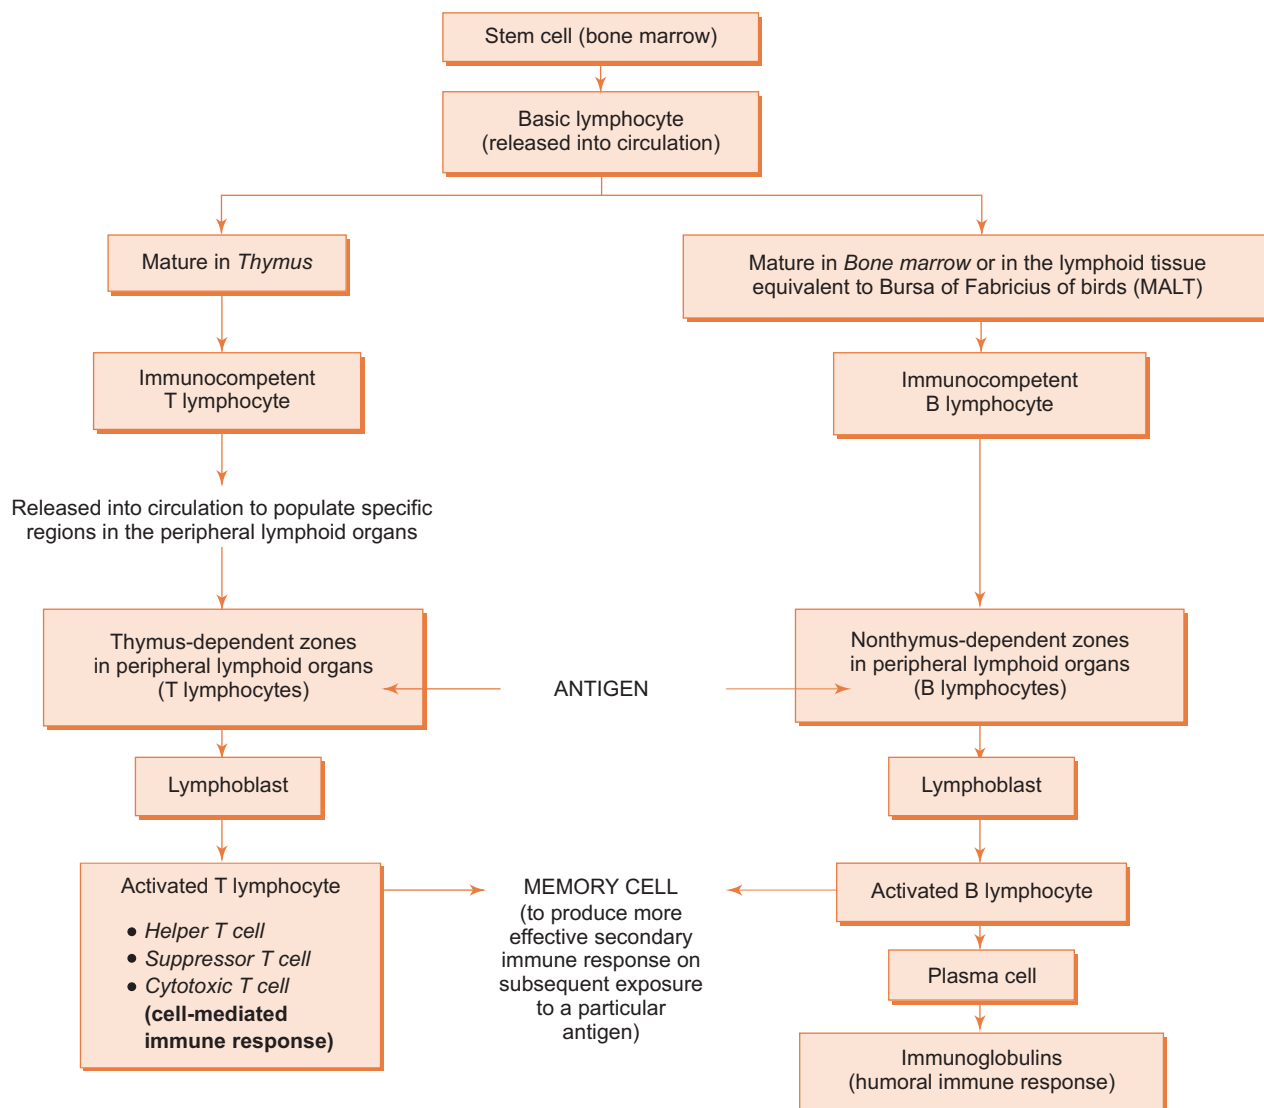 Stem cell (bone marrow)
Basic lymphocyte
(released into circulation)
Mature in Thymus
Mature in Bone marrow or in the lymphoid tissue
equivalent to Bursa of Fabricius of birds (MALT)
Immunocompetent
T lymphocyte
Immunocompetent
B lymphocyte
Released into circulation to populate specific
regions in the peripheral lymphoid organs
Thymus-dependent zones
in peripheral lymphoid organs
(T lymphocytes)
ANTIGEN
Nonthymus-dependent zones
in peripheral lymphoid organs
(B lymphocytes)
Lymphoblast
Lymphoblast
Activated T lymphocyte
• Helper T cell
• Suppressor T cell
• Cytotoxic T cell
(cell-mediated
immune response)
MEMORY CELL
(to produce more
effective secondary
immune response on
subsequent exposure
to a particular
antigen)
Activated B lymphocyte
Plasma cell
Immunoglobulins
(humoral immune response)